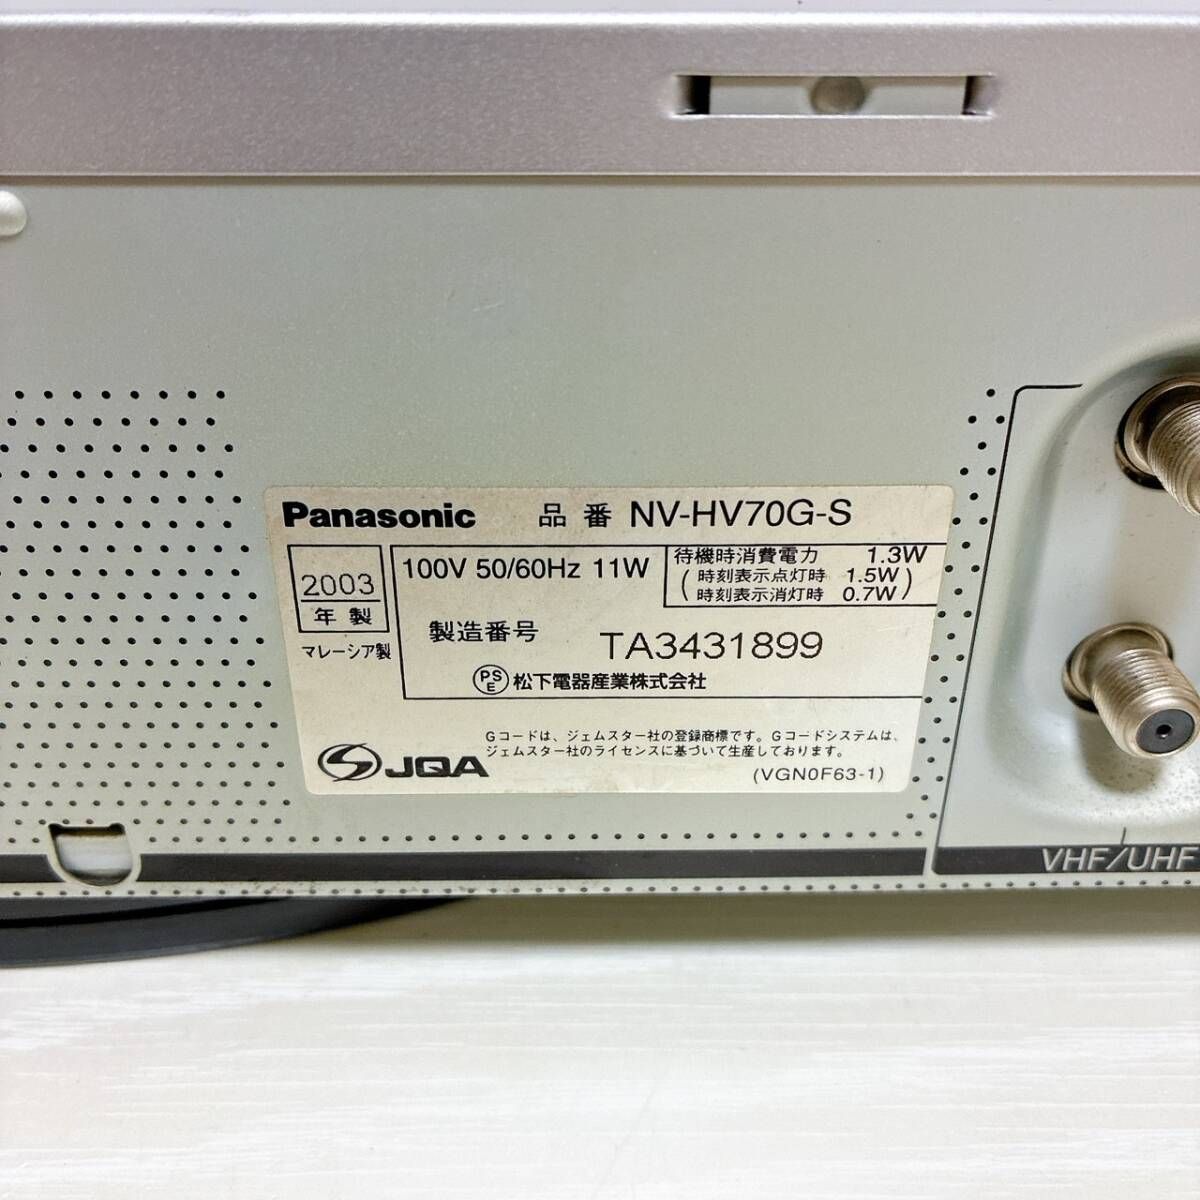 Panasonic 品番 NV-HV70G-S
2003
年製
マレーシア製
100V 50/60Hz 11W
待機時消費電力 1.3W
(時刻表示点灯時 1.5W
時刻表示消灯時 0.7W)
製造番号 TA3431899
PSE 松下電器産業株式会社
Gコードは、ジェムスター社の登録商標です。Gコードシステムは、
ジェムスター社のライセンスに基づいて生産しております。
JQA
(VGN0F63-1)
VHF/UHF